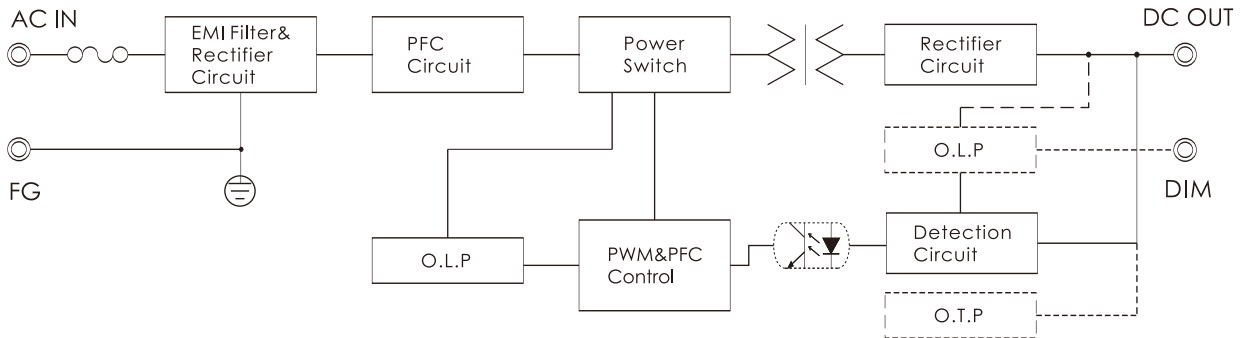 AC IN
EMI Filter&
Rectifier
Circuit
PFC
Circuit
Power
Switch
Rectifier
Circuit
DC OUT
FG
O.L.P
DIM
O.L.P
PWM&PFC
Control
Detection
Circuit
O.T.P